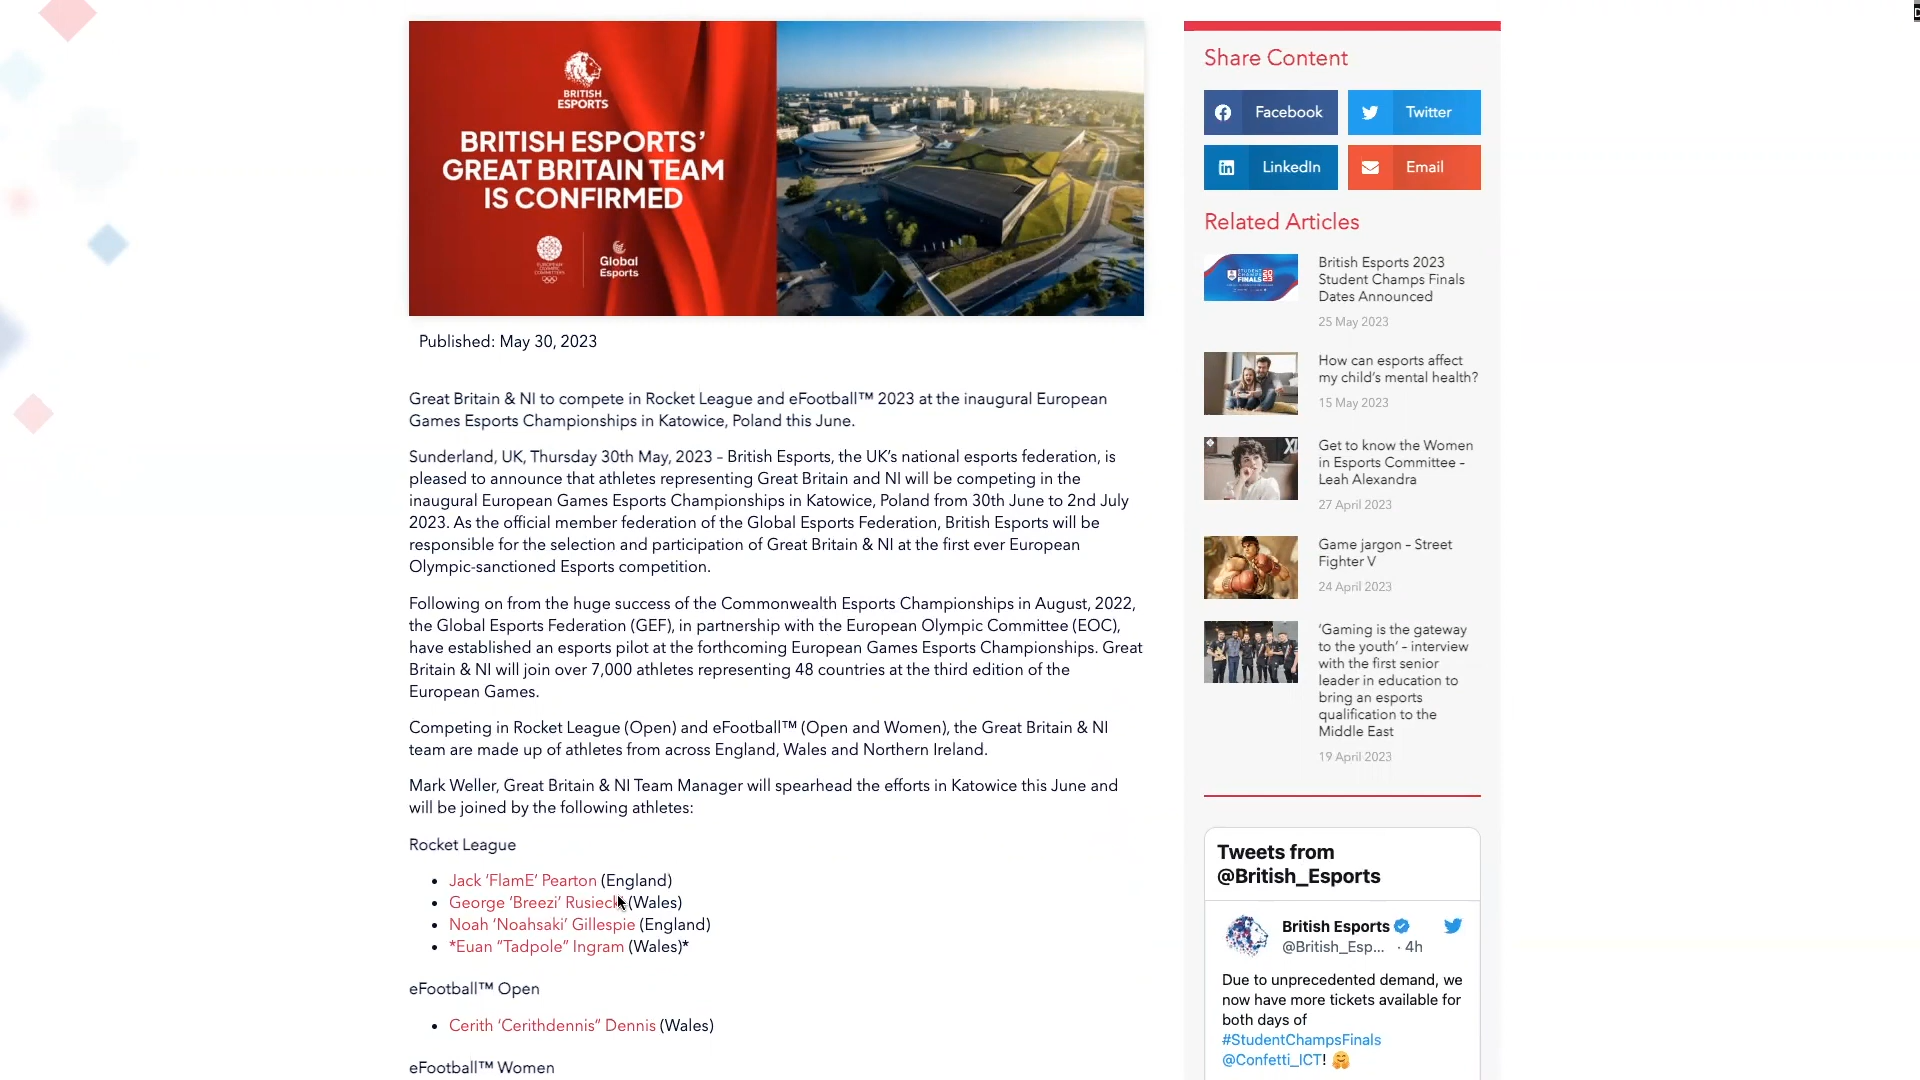 BRITISH
ESPORTS
BRITISH ESPORTS'
GREAT BRITAIN TEAM
IS CONFIRMED
EUROPEAN
OLYMPIC
COMMITTEES
Global
Esports
Published: May 30, 2023
Great Britain & NI to compete in Rocket League and eFootball™ 2023 at the inaugural European
Games Esports Championships in Katowice, Poland this June.
Sunderland, UK, Thursday 30th May, 2023 – British Esports, the UK’s national esports federation, is
pleased to announce that athletes representing Great Britain and NI will be competing in the
inaugural European Games Esports Championships in Katowice, Poland from 30th June to 2nd July
2023. As the official member federation of the Global Esports Federation, British Esports will be
responsible for the selection and participation of Great Britain & NI at the first ever European
Olympic-sanctioned Esports competition.
Following on from the huge success of the Commonwealth Esports Championships in August, 2022,
the Global Esports Federation (GEF), in partnership with the European Olympic Committee (EOC),
have established an esports pilot at the forthcoming European Games Esports Championships. Great
Britain & NI will join over 7,000 athletes representing 48 countries at the third edition of the
European Games.
Competing in Rocket League (Open) and eFootball™ (Open and Women), the Great Britain & NI
team are made up of athletes from across England, Wales and Northern Ireland.
Mark Weller, Great Britain & NI Team Manager will spearhead the efforts in Katowice this June and
will be joined by the following athletes:
Rocket League
• Jack ‘FlamE’ Pearton (England)
• George ‘Breezi’ Rusiecki (Wales)
• Noah ‘Noahsaki’ Gillespie (England)
• *Euan “Tadpole” Ingram (Wales)*
eFootball™ Open
• Cerith ‘Cerithdennis” Dennis (Wales)
eFootball™ Women
Share Content
Facebook
Twitter
LinkedIn
Email
Related Articles
STUDENT
CHAMPS
FINALS
British Esports 2023
Student Champs Finals
Dates Announced
25 May 2023
How can esports affect
my child’s mental health?
15 May 2023
Get to know the Women
in Esports Committee –
Leah Alexandra
27 April 2023
Game jargon – Street
Fighter V
24 April 2023
‘Gaming is the gateway
to the youth’ – interview
with the first senior
leader in education to
bring an esports
qualification to the
Middle East
19 April 2023
Tweets from
@British_Esports
British Esports
@British_Esp... · 4h
Due to unprecedented demand, we
now have more tickets available for
both days of
#StudentChampsFinals
@Confetti_ICT! 🤗